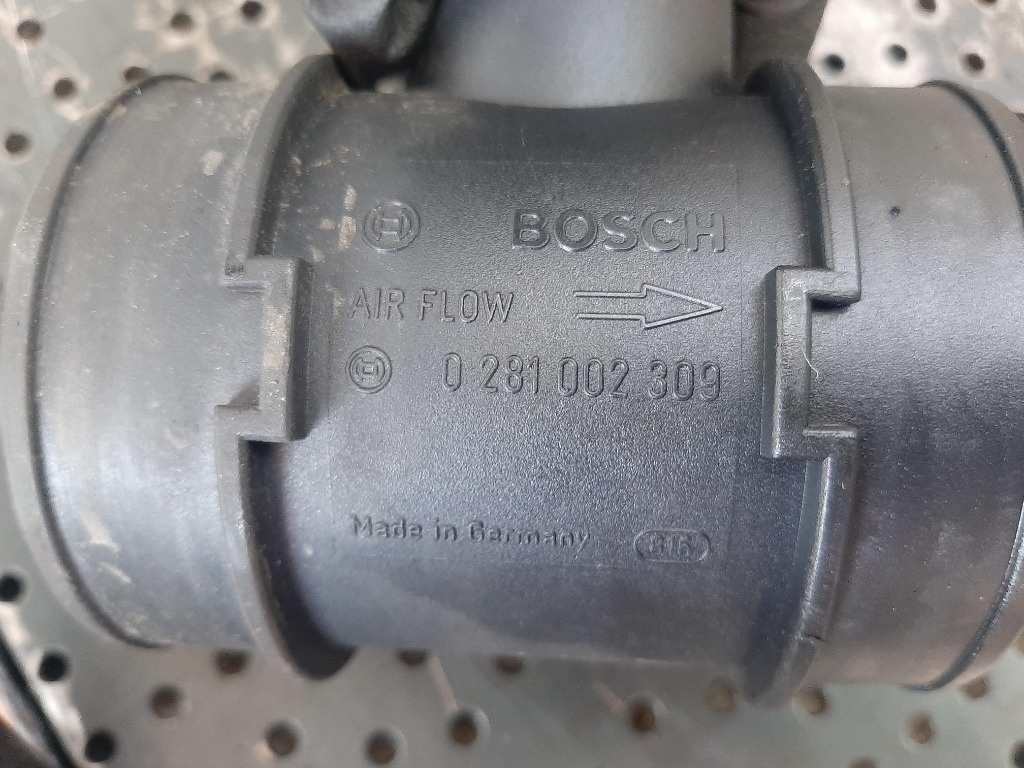 BOSCH
AIR FLOW
0 281 002 309
Made in Germany